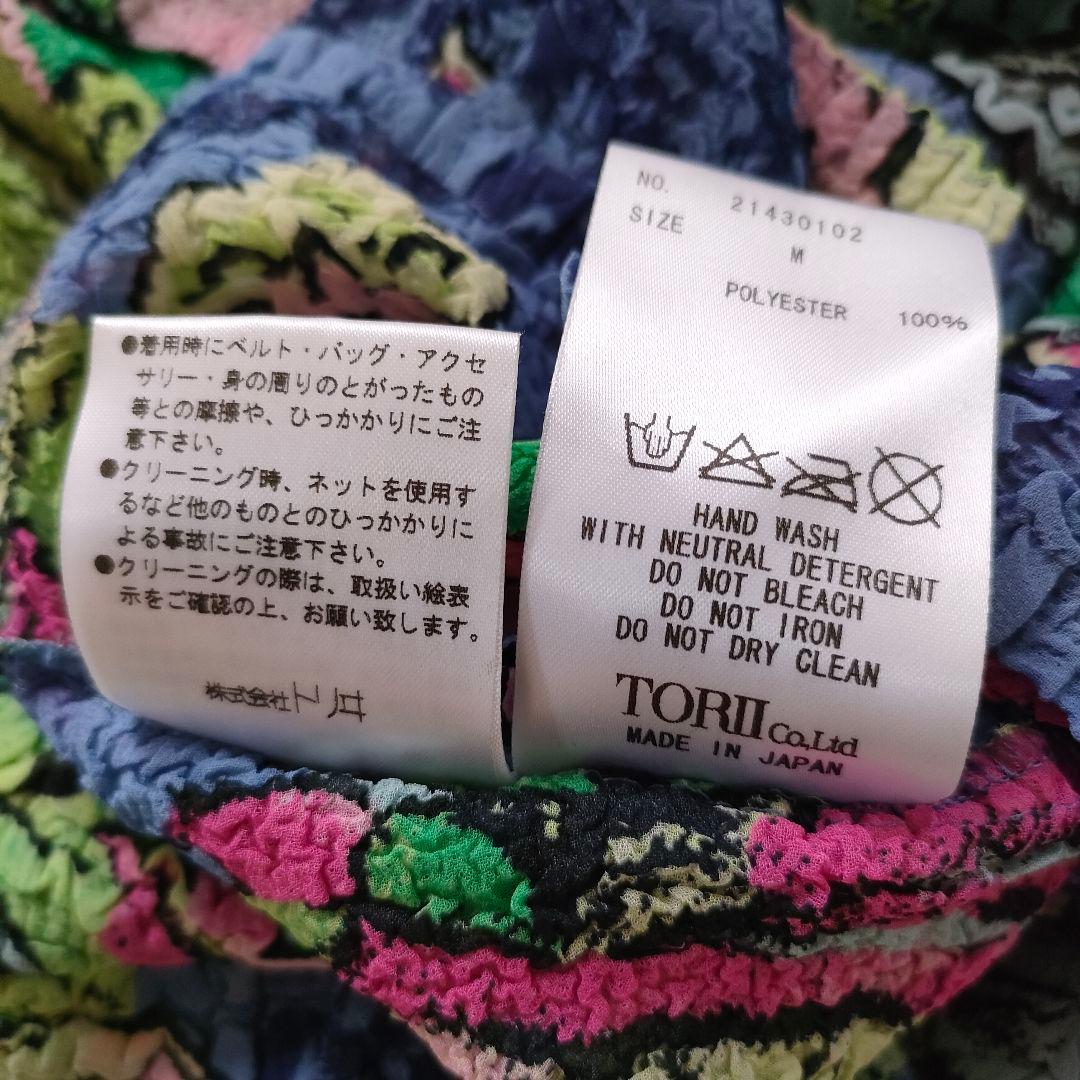 ●着用時にベルト・バッグ・アクセ
サリー・身の周りのとがったもの
等との摩擦や、ひっかかりにご注
意下さい。
●クリーニング時、ネットを使用す
るなど他のものとのひっかかりに
よる事故にご注意下さい。
●クリーニングの際は、取扱い絵表
示をご確認の上、お願い致します。
株式会社
NO. 21430102
SIZE M
POLYESTER 100%
HAND WASH
WITH NEUTRAL DETERGENT
DO NOT BLEACH
DO NOT IRON
DO NOT DRY CLEAN
TORII Co,Ltd
MADE IN JAPAN